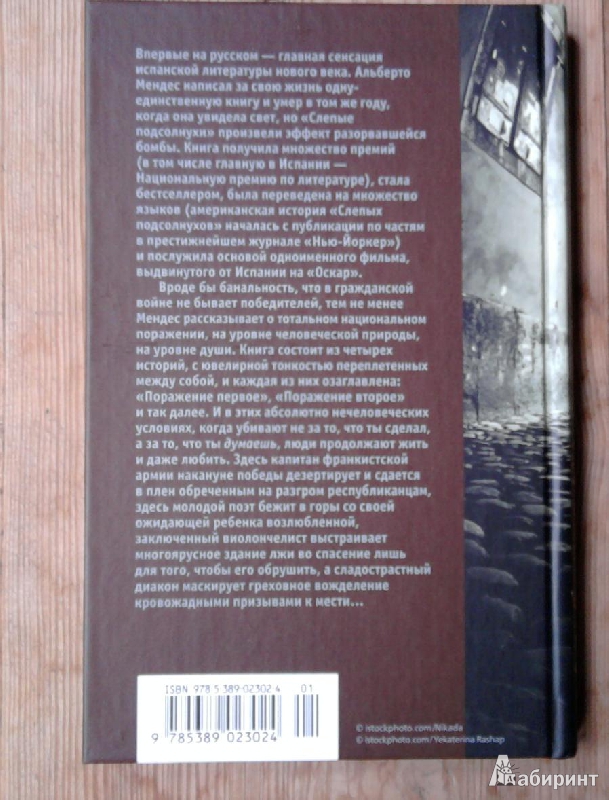 Впервые на русском — главная сенсация
испанской литературы нового века. Альберто
Мендес написал за свою жизнь одну-
единственную книгу и умер в том же году,
когда она увидела свет, но «Слепые
подсолнухи» произвели эффект разорвавшейся
бомбы. Книга получила множество премий
(в том числе главную в Испании —
Национальную премию по литературе), стала
бестселлером, была переведена на множество
языков (американская история «Слепых
подсолнухов» началась с публикации по частям
в престижнейшем журнале «Нью-Йоркер»)
и послужила основой одноименного фильма,
выдвинутого от Испании на «Оскар».
Вроде бы банальность, что в гражданской
войне не бывает победителей, тем не менее
Мендес рассказывает о тотальном национальном
поражении, на уровне человеческой природы,
на уровне души. Книга состоит из четырех
историй, с ювелирной тонкостью переплетенных
между собой, и каждая из них озаглавлена:
«Поражение первое», «Поражение второе»
и так далее. И в этих абсолютно нечеловеческих
условиях, когда убивают не за то, что ты сделал,
а за то, что ты думаешь, люди продолжают жить
и даже любить. Здесь капитан франкистской
армии накануне победы дезертирует и сдается
в плен обреченным на разгром республиканцам,
здесь молодой поэт бежит в горы со своей
ожидающей ребенка возлюбленной,
заключенный виолончелист выстраивает
многоярусное здание лжи во спасение лишь
для того, чтобы его обрушить, а сладострастный
диакон маскирует греховное вожделение
кровожадными призывами к мести...
ISBN 978 5 389 02302 4 01
9 785389 023024
© istockphoto.com/Nikada
© istockphoto.com/Yekaterina Rashap
Лабиринт